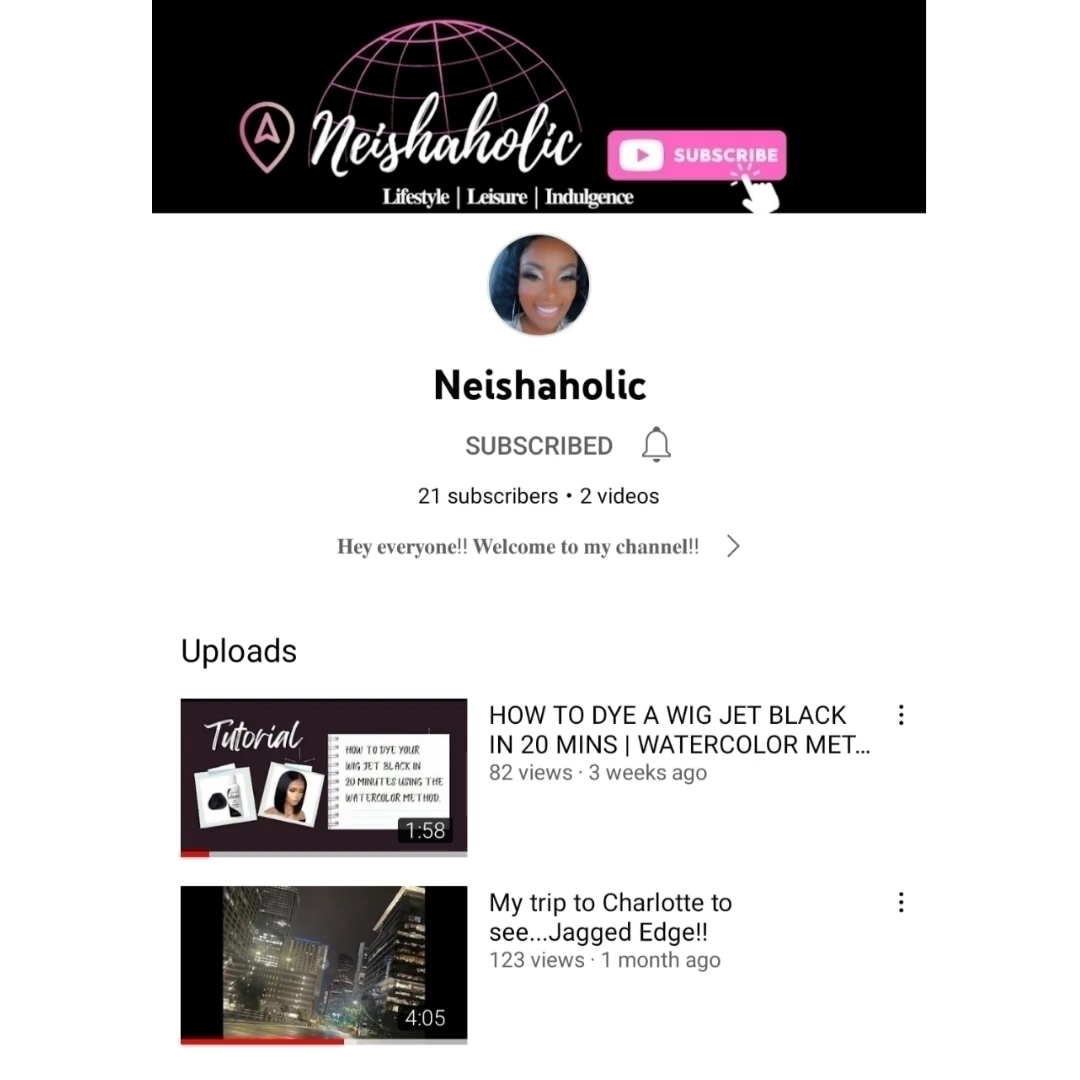 Neishaholic
SUBSCRIBE
Lifestyle | Leisure | Indulgence
Neishaholic
SUBSCRIBED
21 subscribers • 2 videos
Hey everyone!! Welcome to my channel!!
Uploads
Tutorial
HOW TO DYE YOUR
WIG JET BLACK IN
20 MINUTES USING THE
WATERCOLOR METHOD.
1:58
HOW TO DYE A WIG JET BLACK
IN 20 MINS | WATERCOLOR MET...
82 views · 3 weeks ago
4:05
My trip to Charlotte to
see...Jagged Edge!!
123 views · 1 month ago